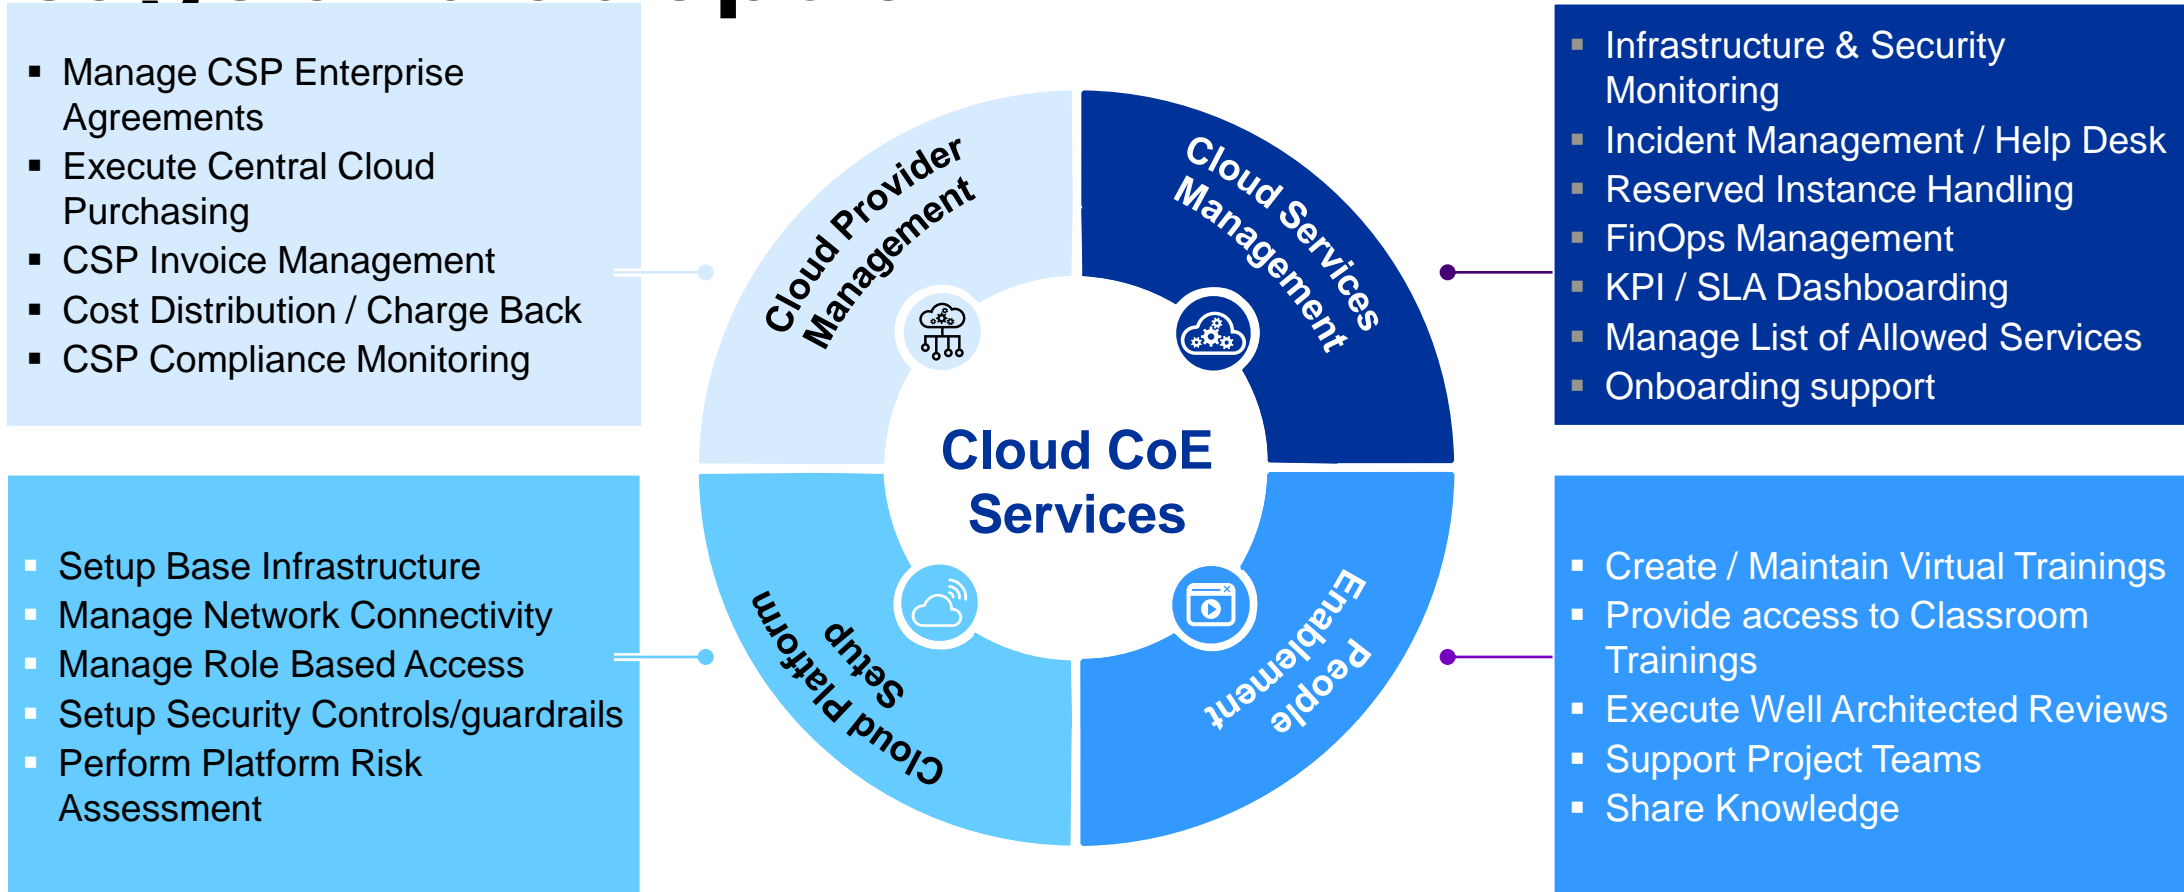 Manage CSP Enterprise
Agreements
Execute Central Cloud
Purchasing
CSP Invoice Management
Cost Distribution / Charge Back
CSP Compliance Monitoring
Cloud Provider
Management
Cloud Services
Management
Infrastructure & Security
Monitoring
Incident Management / Help Desk
Reserved Instance Handling
FinOps Management
KPI / SLA Dashboarding
Manage List of Allowed Services
Onboarding support
Cloud CoE
Services
Setup Base Infrastructure
Manage Network Connectivity
Manage Role Based Access
Setup Security Controls/guardrails
Perform Platform Risk
Assessment
Cloud Platform
Setup
People
Enablement
Create / Maintain Virtual Trainings
Provide access to Classroom
Trainings
Execute Well Architected Reviews
Support Project Teams
Share Knowledge